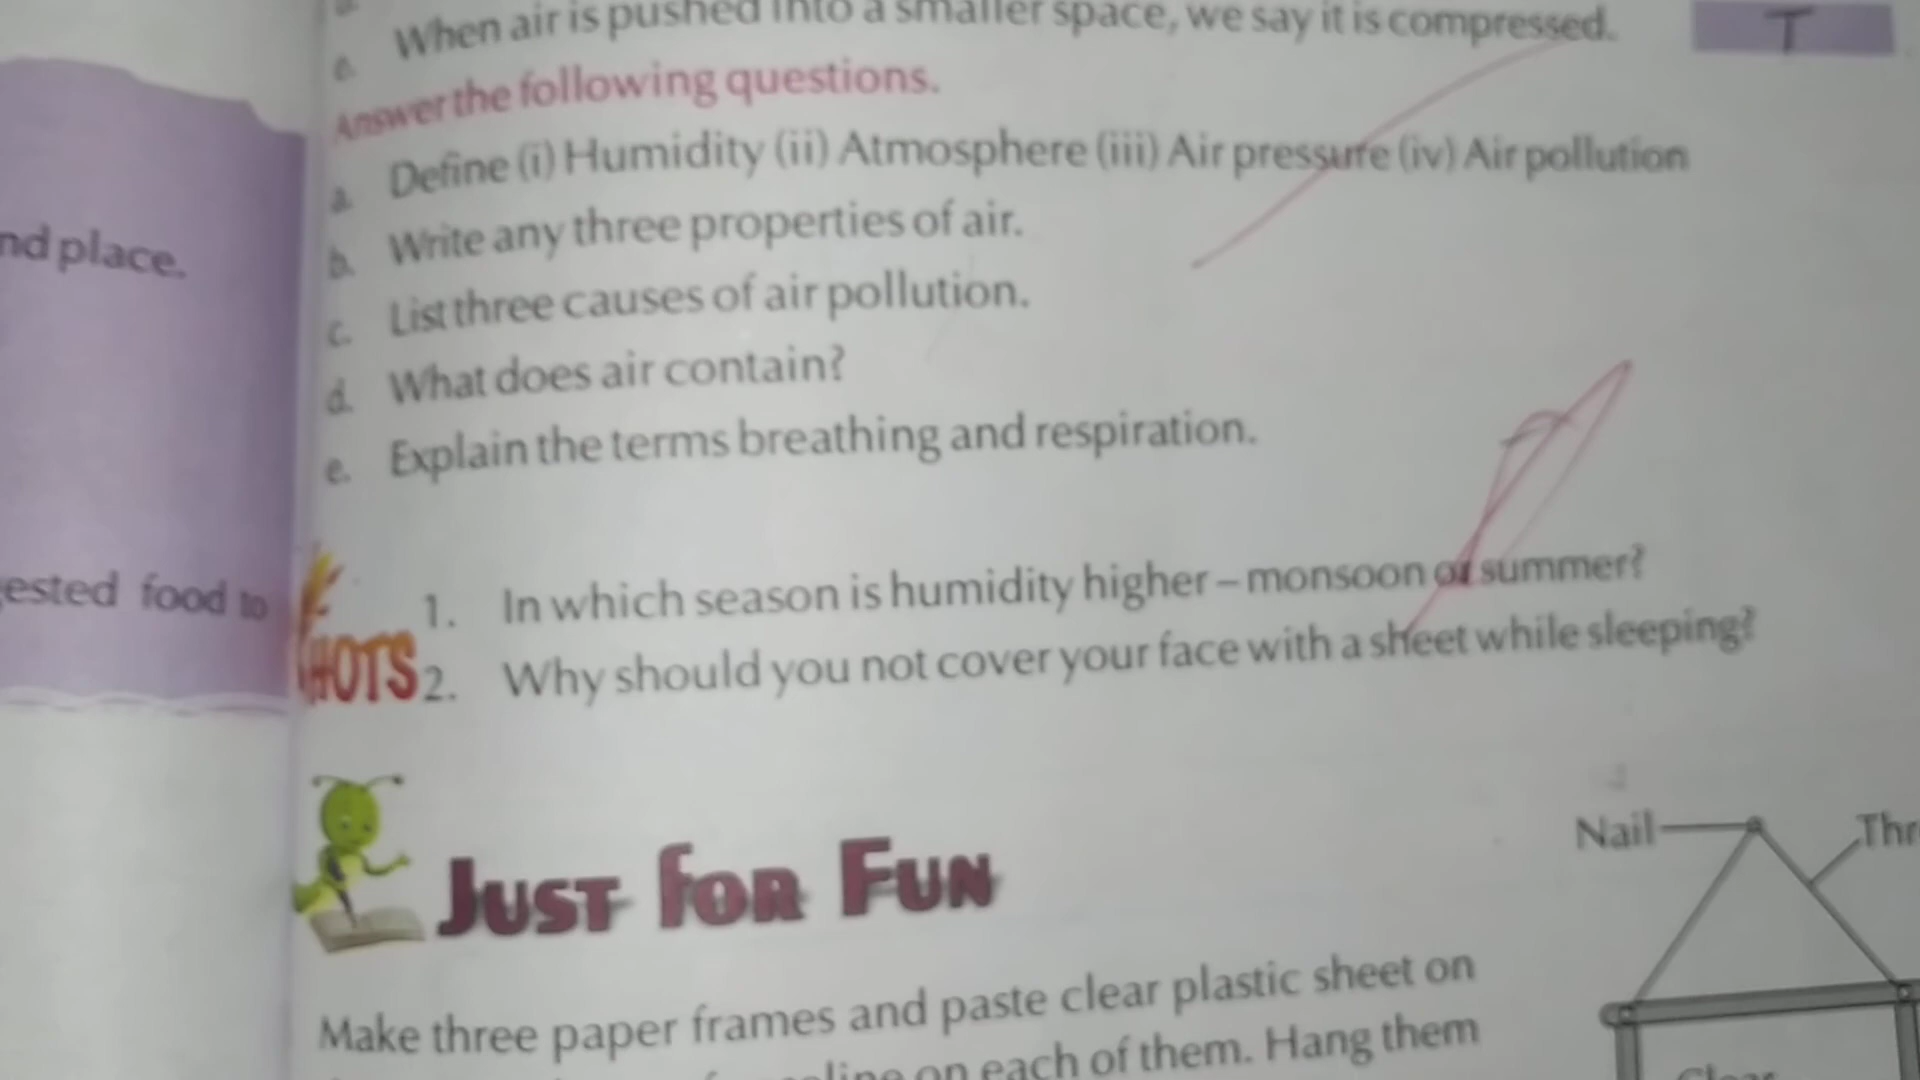 e. When air is pushed into a smaller space, we say it is compressed.
T
Answer the following questions.
a. Define (i) Humidity (ii) Atmosphere (iii) Air pressure (iv) Air pollution
nd place.
b. Write any three properties of air.
c. List three causes of air pollution.
d. What does air contain?
e. Explain the terms breathing and respiration.
ested food to
HOTS
1. In which season is humidity higher – monsoon or summer?
2. Why should you not cover your face with a sheet while sleeping?
JUST FOR FUN
Nail
Thr
Make three paper frames and paste clear plastic sheet on
on each of them. Hang them
Clear